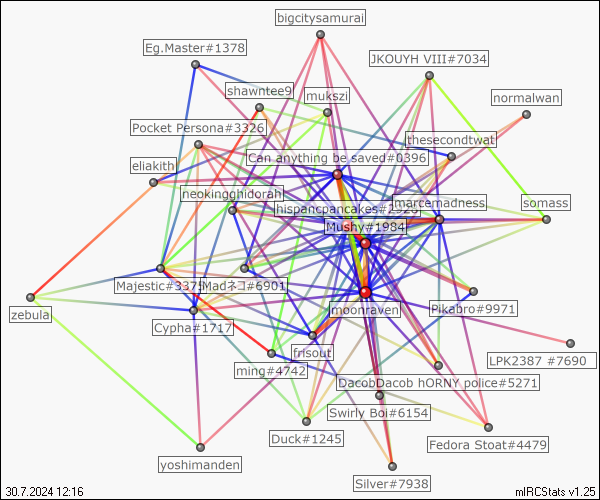 bigcitysamurai
Eg.Master#1378
JKOUYH VIII#7034
shawntee9
mukszi
normalwan
Pocket Persona#3326
thesecondtwat
Can anything be saved#0396
eliakith
neokingghidorah
marcemadness
somass
Mushy#1984
Majestic#3375
Madネコ#6901
moonraven
Pikabro#9971
zebula
Cypha#1717
frisout
LPK2387 #7690
ming#4742
DacobDacob hORNY police#5271
Swirly Boi#6154
Duck#1245
Fedora Stoat#4479
yoshimanden
Silver#7938
30.7.2024 12:16
mIRCStats v1.25